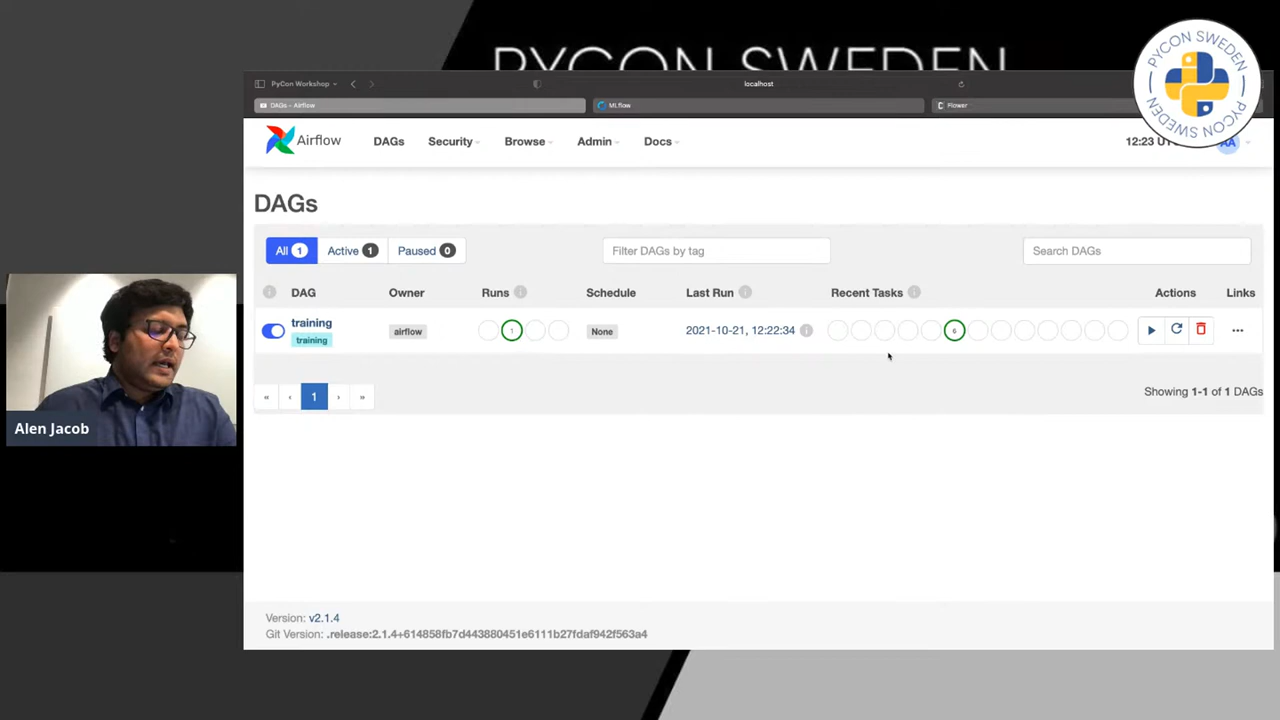 PYCON SWEDEN
PYCON SWEDEN
PYCON SWEDEN
PyCon Workshop
localhost
DAGs - Airflow
MLflow
Flower
Airflow
DAGs
Security
Browse
Admin
Docs
12:23 UT
AA
DAGs
All 1
Active 1
Paused 0
Filter DAGs by tag
Search DAGs
DAG
Owner
Runs
Schedule
Last Run
Recent Tasks
Actions
Links
training
training
airflow
1
None
2021-10-21, 12:22:34
6
« ‹ 1 › »
Showing 1-1 of 1 DAGs
Alen Jacob
Version: v2.1.4
Git Version: .release:2.1.4+614858fb7d443880451e6111b27fdaf942f563a4